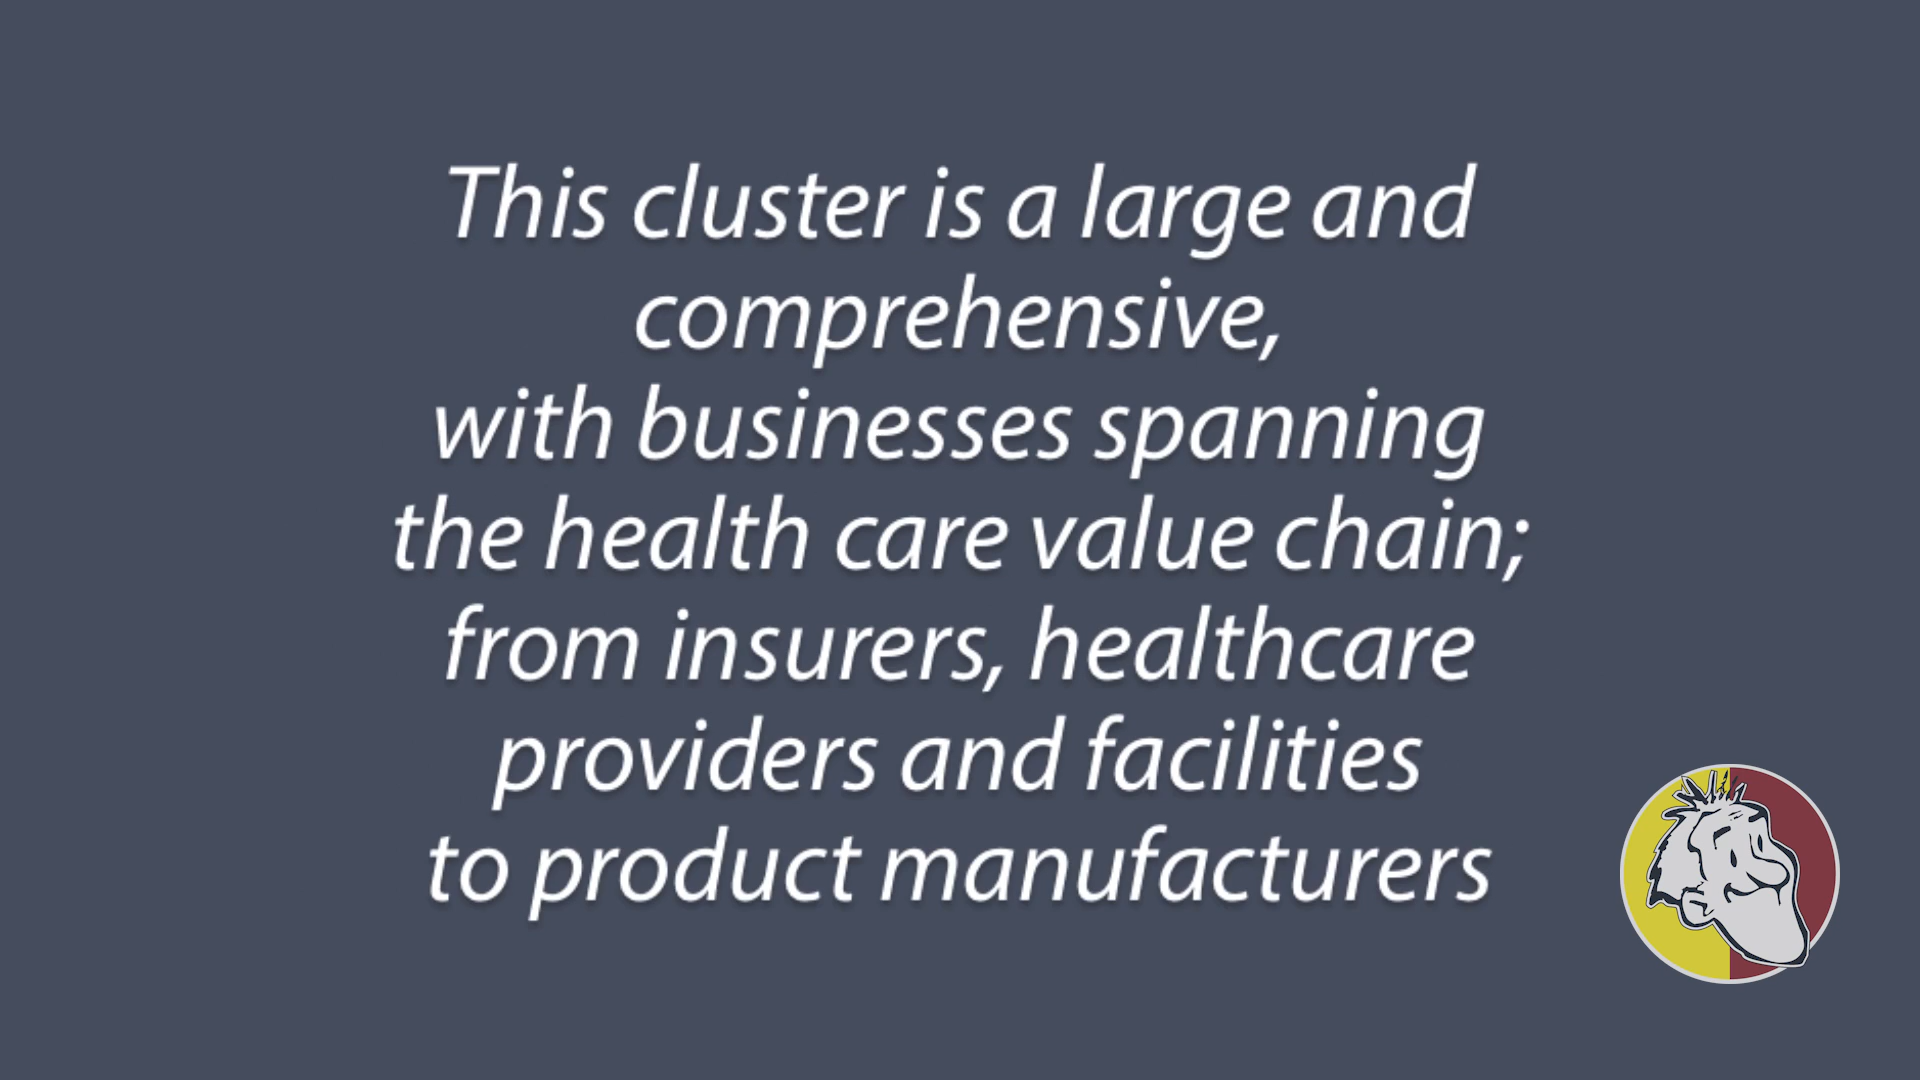 This cluster is a large and
comprehensive,
with businesses spanning
the health care value chain;
from insurers, healthcare
providers and facilities
to product manufacturers